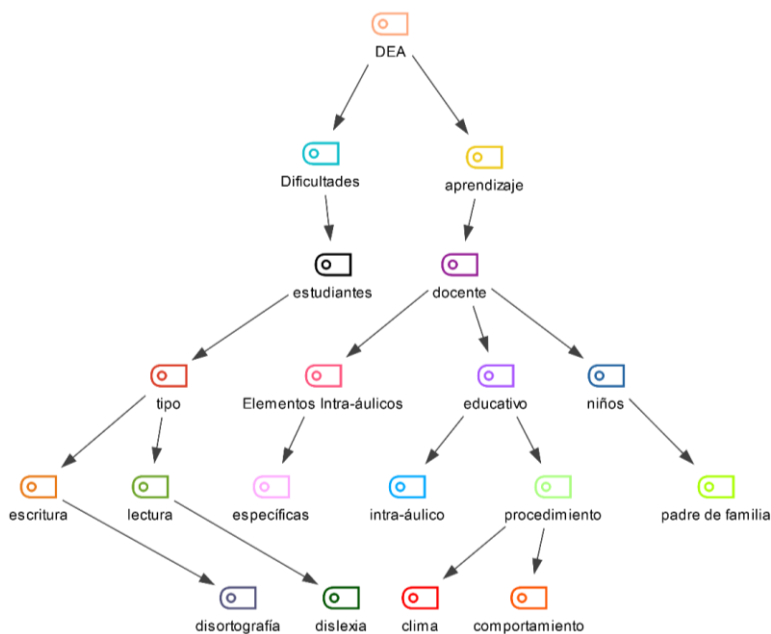 DEA
Dificultades
aprendizaje
estudiantes
docente
tipo
Elementos Intra-áulicos
educativo
niños
escritura
lectura
específicas
intra-áulico
procedimiento
padre de familia
disortografía
dislexia
clima
comportamiento